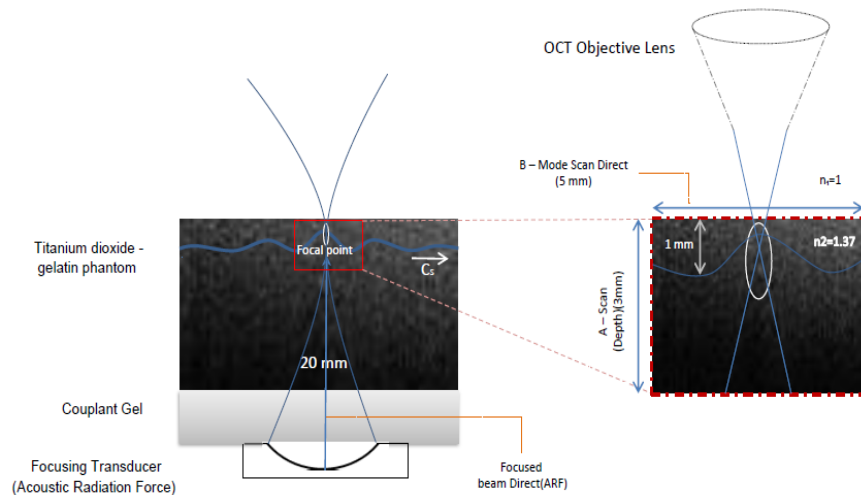 OCT Objective Lens
B – Mode Scan Direct
(5 mm)
n₁=1
Titanium dioxide -
gelatin phantom
Focal point
Cs
1 mm
n2=1.37
A – Scan
(Depth)(3mm)
20 mm
Couplant Gel
Focusing Transducer
(Acoustic Radiation Force)
Focused
beam Direct(ARF)